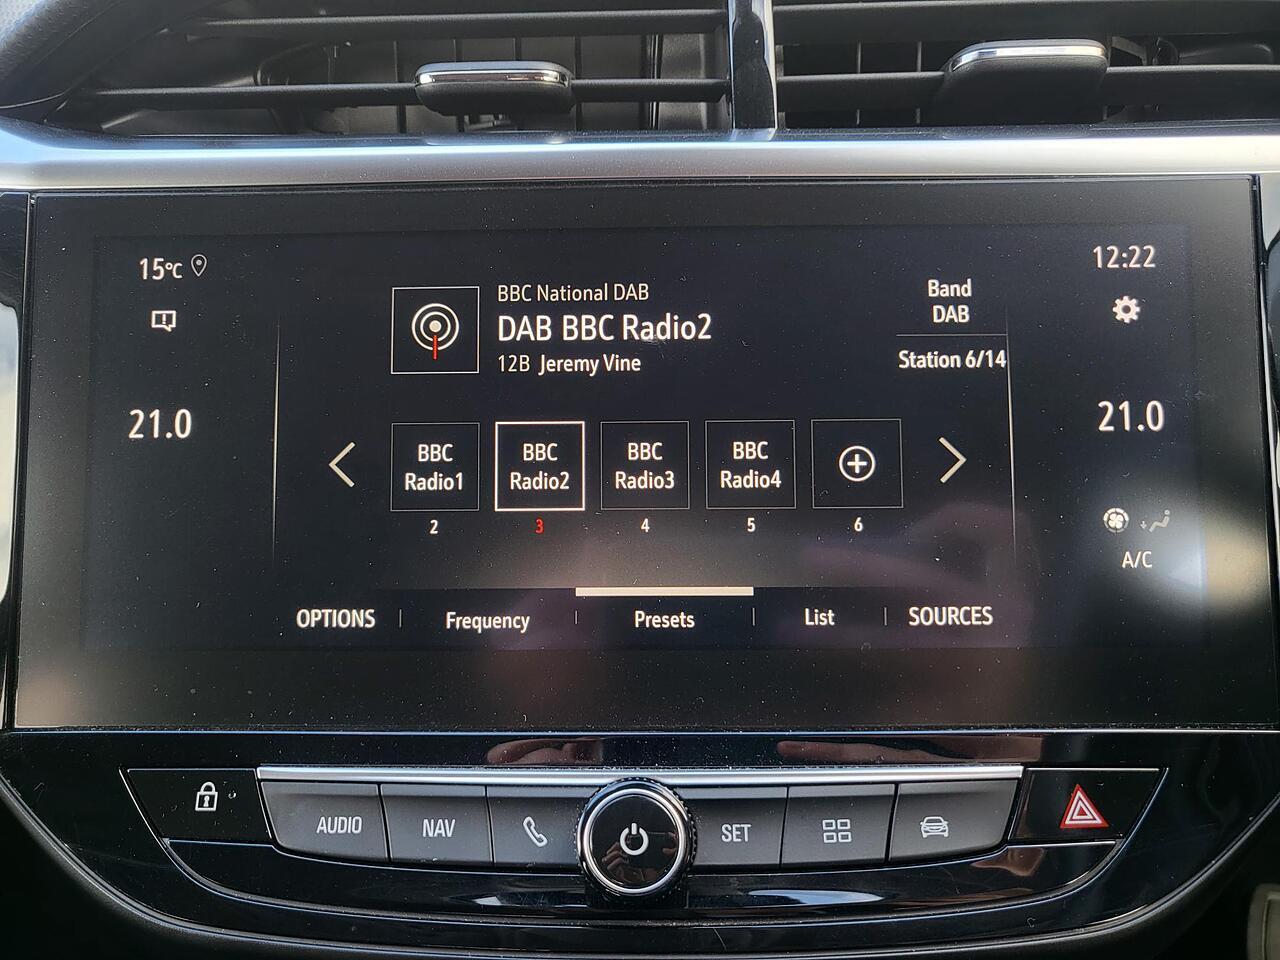 15°C
12:22
BBC National DAB
DAB BBC Radio2
12B Jeremy Vine
Band
DAB
Station 6/14
21.0
21.0
BBC
Radio1
BBC
Radio2
BBC
Radio3
BBC
Radio4
2
3
4
5
6
A/C
OPTIONS
Frequency
Presets
List
SOURCES
AUDIO
NAV
SET